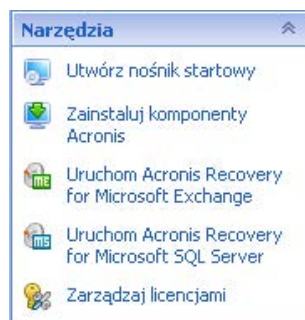 Narzędzia
Utwórz nośnik startowy
Zainstaluj komponenty
Acronis
Uruchom Acronis Recovery
for Microsoft Exchange
Uruchom Acronis Recovery
for Microsoft SQL Server
Zarządzaj licencjami